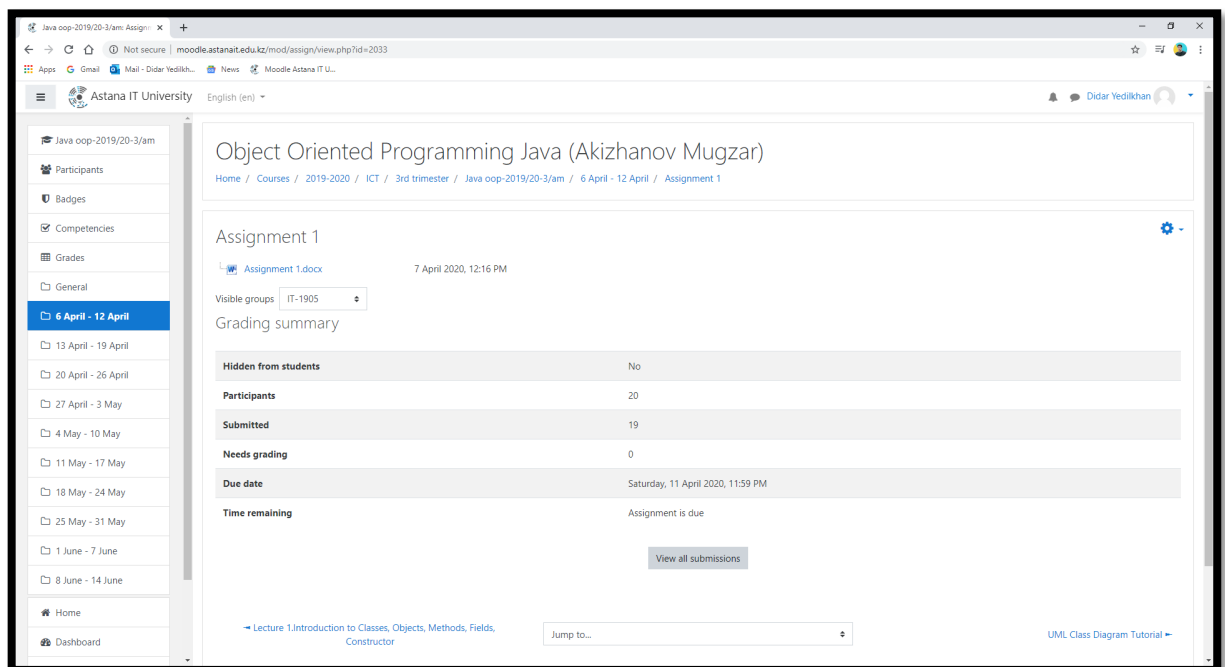 Java oop-2019/20-3/am: Assign
Not secure | moodle.astanait.edu.kz/mod/assign/view.php?id=2033
Apps Gmail Mail - Didar Yedilkh... News Moodle Astana IT U...
Astana IT University English (en) Didar Yedilkhan
Java oop-2019/20-3/am
Participants
Badges
Competencies
Grades
General
6 April - 12 April
13 April - 19 April
20 April - 26 April
27 April - 3 May
4 May - 10 May
11 May - 17 May
18 May - 24 May
25 May - 31 May
1 June - 7 June
8 June - 14 June
Home
Dashboard
Object Oriented Programming Java (Akizhanov Mugzar)
Home / Courses / 2019-2020 / ICT / 3rd trimester / Java oop-2019/20-3/am / 6 April - 12 April / Assignment 1
Assignment 1
Assignment 1.docx 7 April 2020, 12:16 PM
Visible groups IT-1905
Grading summary
Hidden from students No
Participants 20
Submitted 19
Needs grading 0
Due date Saturday, 11 April 2020, 11:59 PM
Time remaining Assignment is due
View all submissions
◄ Lecture 1.Introduction to Classes, Objects, Methods, Fields,
Constructor
Jump to...
UML Class Diagram Tutorial ►